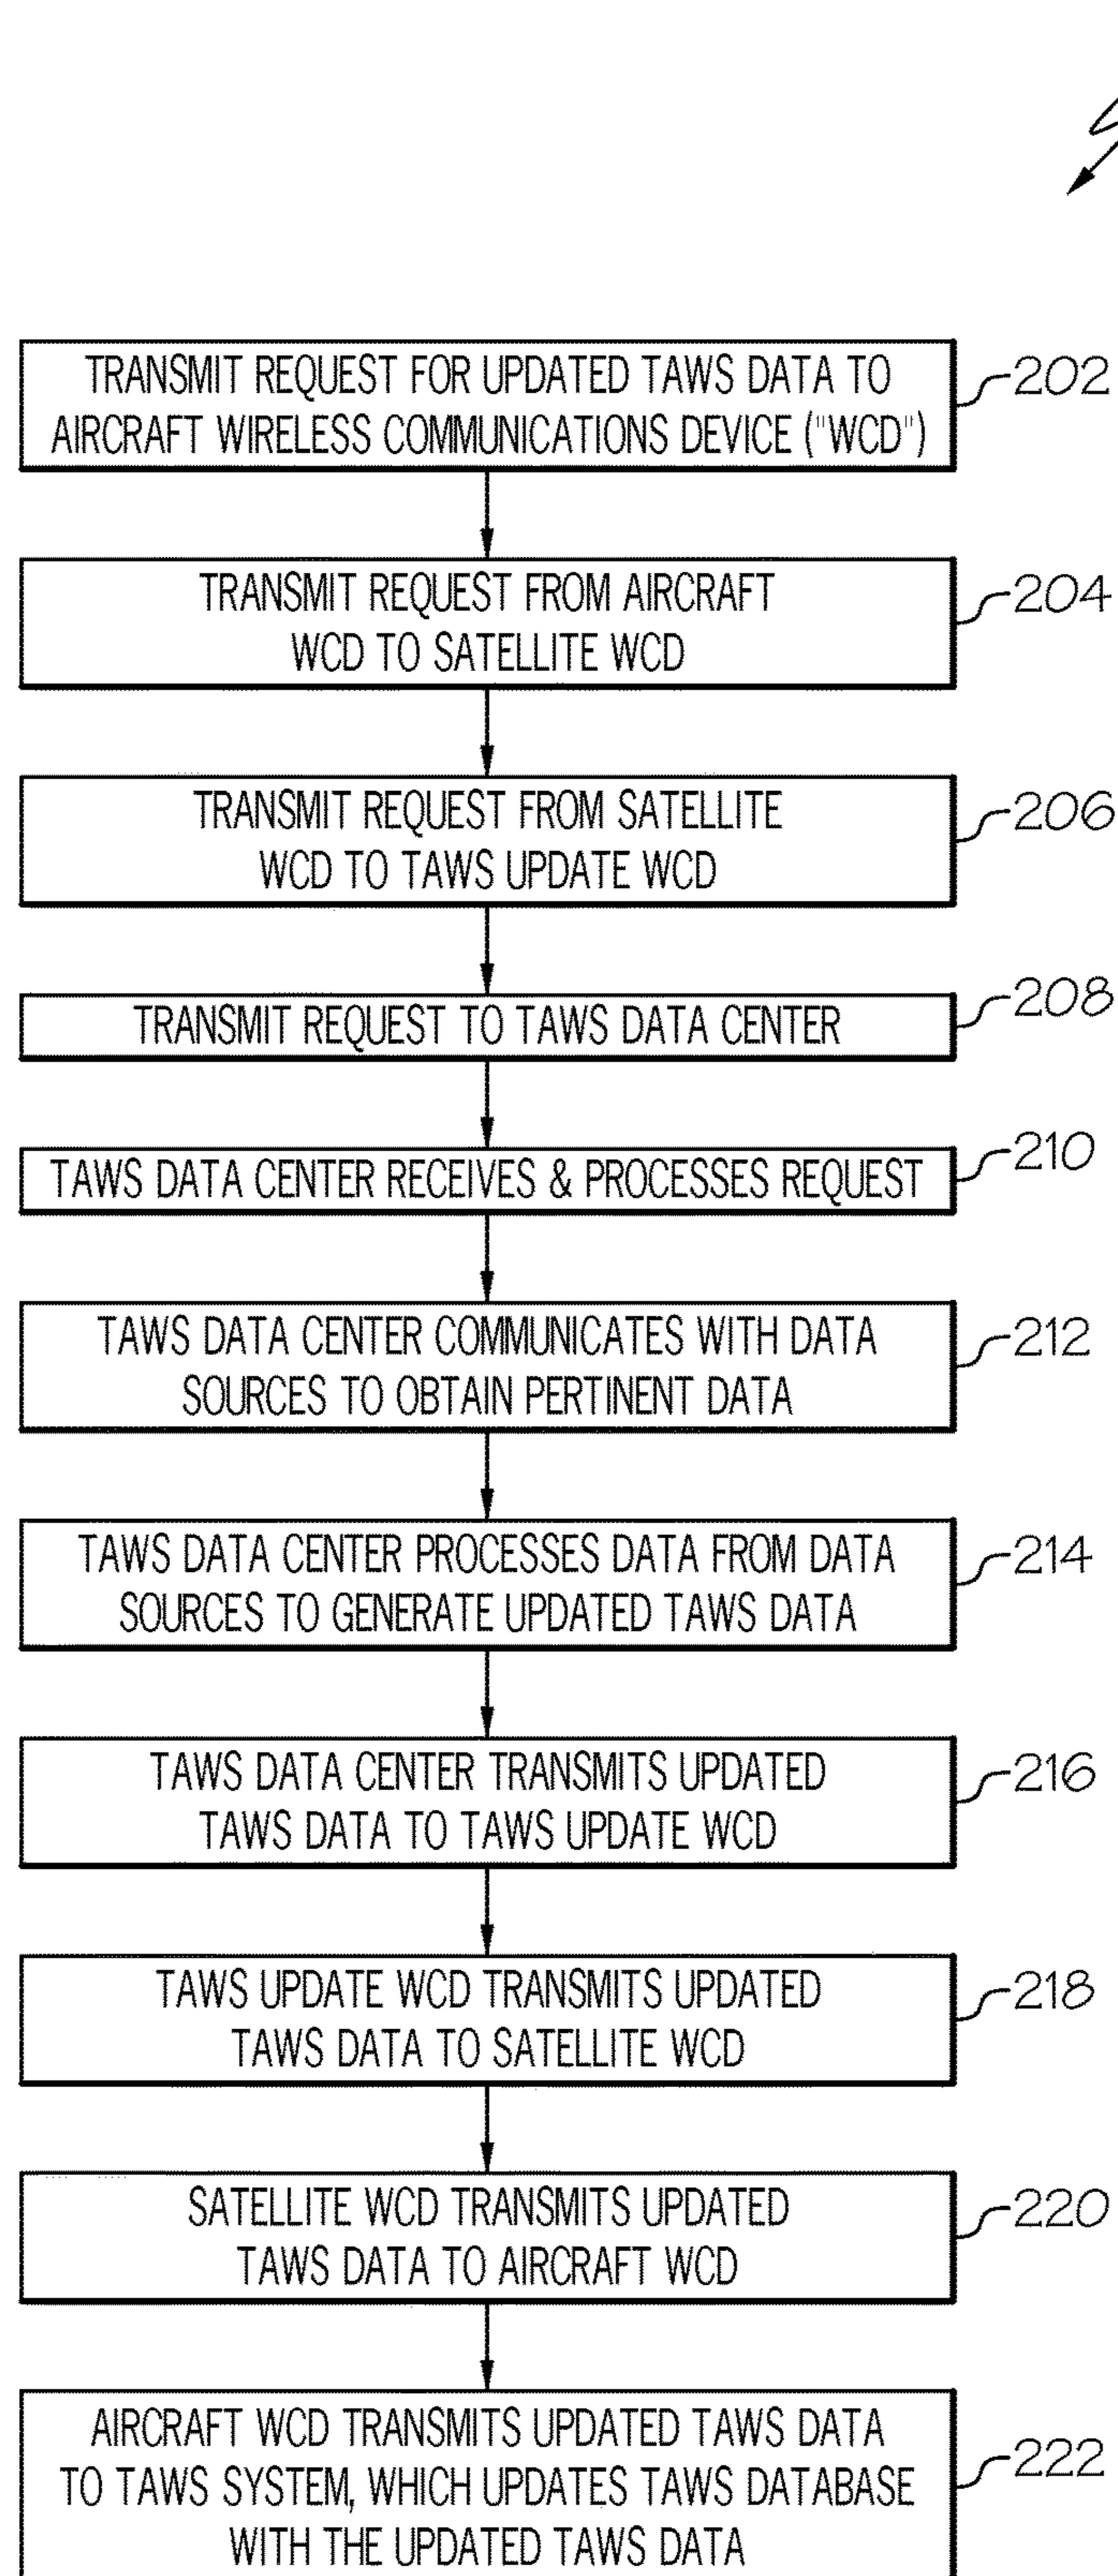 TRANSMIT REQUEST FOR UPDATED TAWS DATA TO
AIRCRAFT WIRELESS COMMUNICATIONS DEVICE ("WCD")
202
TRANSMIT REQUEST FROM AIRCRAFT
WCD TO SATELLITE WCD
204
TRANSMIT REQUEST FROM SATELLITE
WCD TO TAWS UPDATE WCD
206
TRANSMIT REQUEST TO TAWS DATA CENTER
208
TAWS DATA CENTER RECEIVES & PROCESSES REQUEST
210
TAWS DATA CENTER COMMUNICATES WITH DATA
SOURCES TO OBTAIN PERTINENT DATA
212
TAWS DATA CENTER PROCESSES DATA FROM DATA
SOURCES TO GENERATE UPDATED TAWS DATA
214
TAWS DATA CENTER TRANSMITS UPDATED
TAWS DATA TO TAWS UPDATE WCD
216
TAWS UPDATE WCD TRANSMITS UPDATED
TAWS DATA TO SATELLITE WCD
218
SATELLITE WCD TRANSMITS UPDATED
TAWS DATA TO AIRCRAFT WCD
220
AIRCRAFT WCD TRANSMITS UPDATED TAWS DATA
TO TAWS SYSTEM, WHICH UPDATES TAWS DATABASE
WITH THE UPDATED TAWS DATA
222